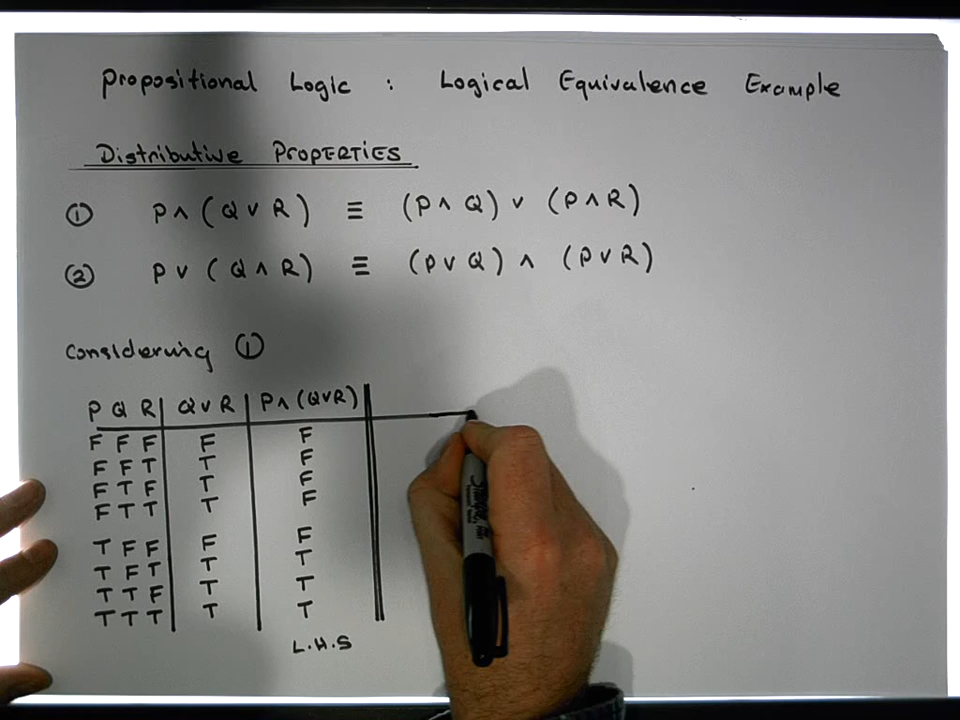 Propositional Logic : Logical Equivalence Example
Distributive Properties
① P ∧ (Q ∨ R) ≡ (P ∧ Q) ∨ (P ∧ R)
② P ∨ (Q ∧ R) ≡ (P ∨ Q) ∧ (P ∨ R)
Considering ①
P Q R | Q ∨ R | P ∧ (Q ∨ R)
F F F | F | F
F F T | T | F
F T F | T | F
F T T | T | F
T F F | F | F
T F T | T | T
T T F | T | T
T T T | T | T
L.H.S